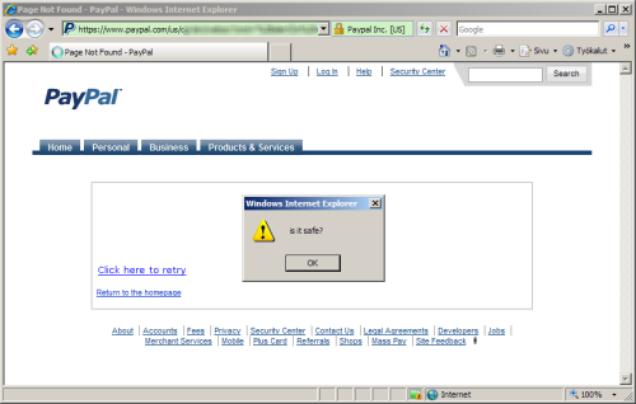 Page Not Found - PayPal - Windows Internet Explorer
https://www.paypal.com/us/c
Paypal Inc. [US]
Google
Page Not Found - PayPal
Sivu
Työkalut
Sign Up | Log In | Help | Security Center
Search
PayPal
Home Personal Business Products & Services
Windows Internet Explorer
is it safe?
OK
Click here to retry
Return to the homepage
About | Accounts | Fees | Privacy | Security Center | Contact Us | Legal Agreements | Developers | Jobs |
Merchant Services | Mobile | Plus Card | Referrals | Shops | Mass Pay | Site Feedback
Internet
100%